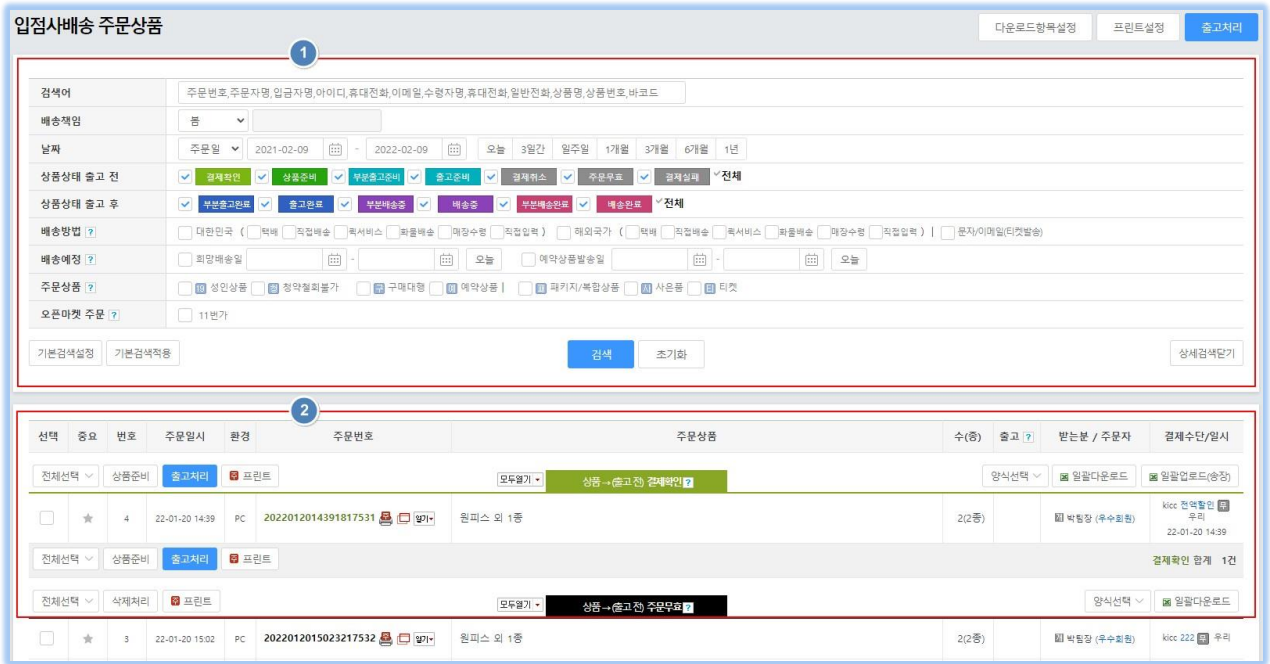 입점사배송 주문상품 다운로드항목설정 프린트설정 출고처리
1
검색어 주문번호,주문자명,입금자명,아이디,휴대전화,이메일,수령자명,휴대전화,일반전화,상품명,상품번호,바코드
배송책임 봄
날짜 주문일 2021-02-09 - 2022-02-09 오늘 3일간 일주일 1개월 3개월 6개월 1년
상품상태 출고 전 결제확인 상품준비 부분출고준비 출고준비 결제취소 주문무효 결제실패 전체
상품상태 출고 후 부분출고완료 출고완료 부분배송중 배송중 부분배송완료 배송완료 전체
배송방법 ? 대한민국 ( 택배 직접배송 퀵서비스 화물배송 매장수령 직접입력 ) 해외국가 ( 택배 직접배송 퀵서비스 화물배송 매장수령 직접입력 ) | 문자/이메일(티켓발송)
배송예정 ? 희망배송일 - 오늘 예약상품발송일 - 오늘
주문상품 ? 19 성인상품 청약철회불가 구 구매대행 예 예약상품 | 패 패키지/복합상품 사 사은품 티 티켓
오픈마켓 주문 ? 11번가
기본검색설정 기본검색적용 검색 초기화 상세검색닫기
2
선택 중요 번호 주문일시 환경 주문번호 주문상품 수(종) 출고 ? 받는분 / 주문자 결제수단/일시
전체선택 상품준비 출고처리 프린트 모두열기 상품→(출고 전) 결제확인 ? 양식선택 일괄다운로드 일괄업로드(송장)
4 22-01-20 14:39 PC 2022012014391817531 열기 원피스 외 1종 2(2종) 박팀장 (우수회원) kicc 전액할인 무
우리
22-01-20 14:39
전체선택 상품준비 출고처리 프린트 결제확인 합계 1건
전체선택 삭제처리 프린트 모두열기 상품→(출고 전) 주문무효 ? 양식선택 일괄다운로드
3 22-01-20 15:02 PC 2022012015023217532 열기 원피스 외 1종 2(2종) 박팀장 (우수회원) kicc 222 무 우리